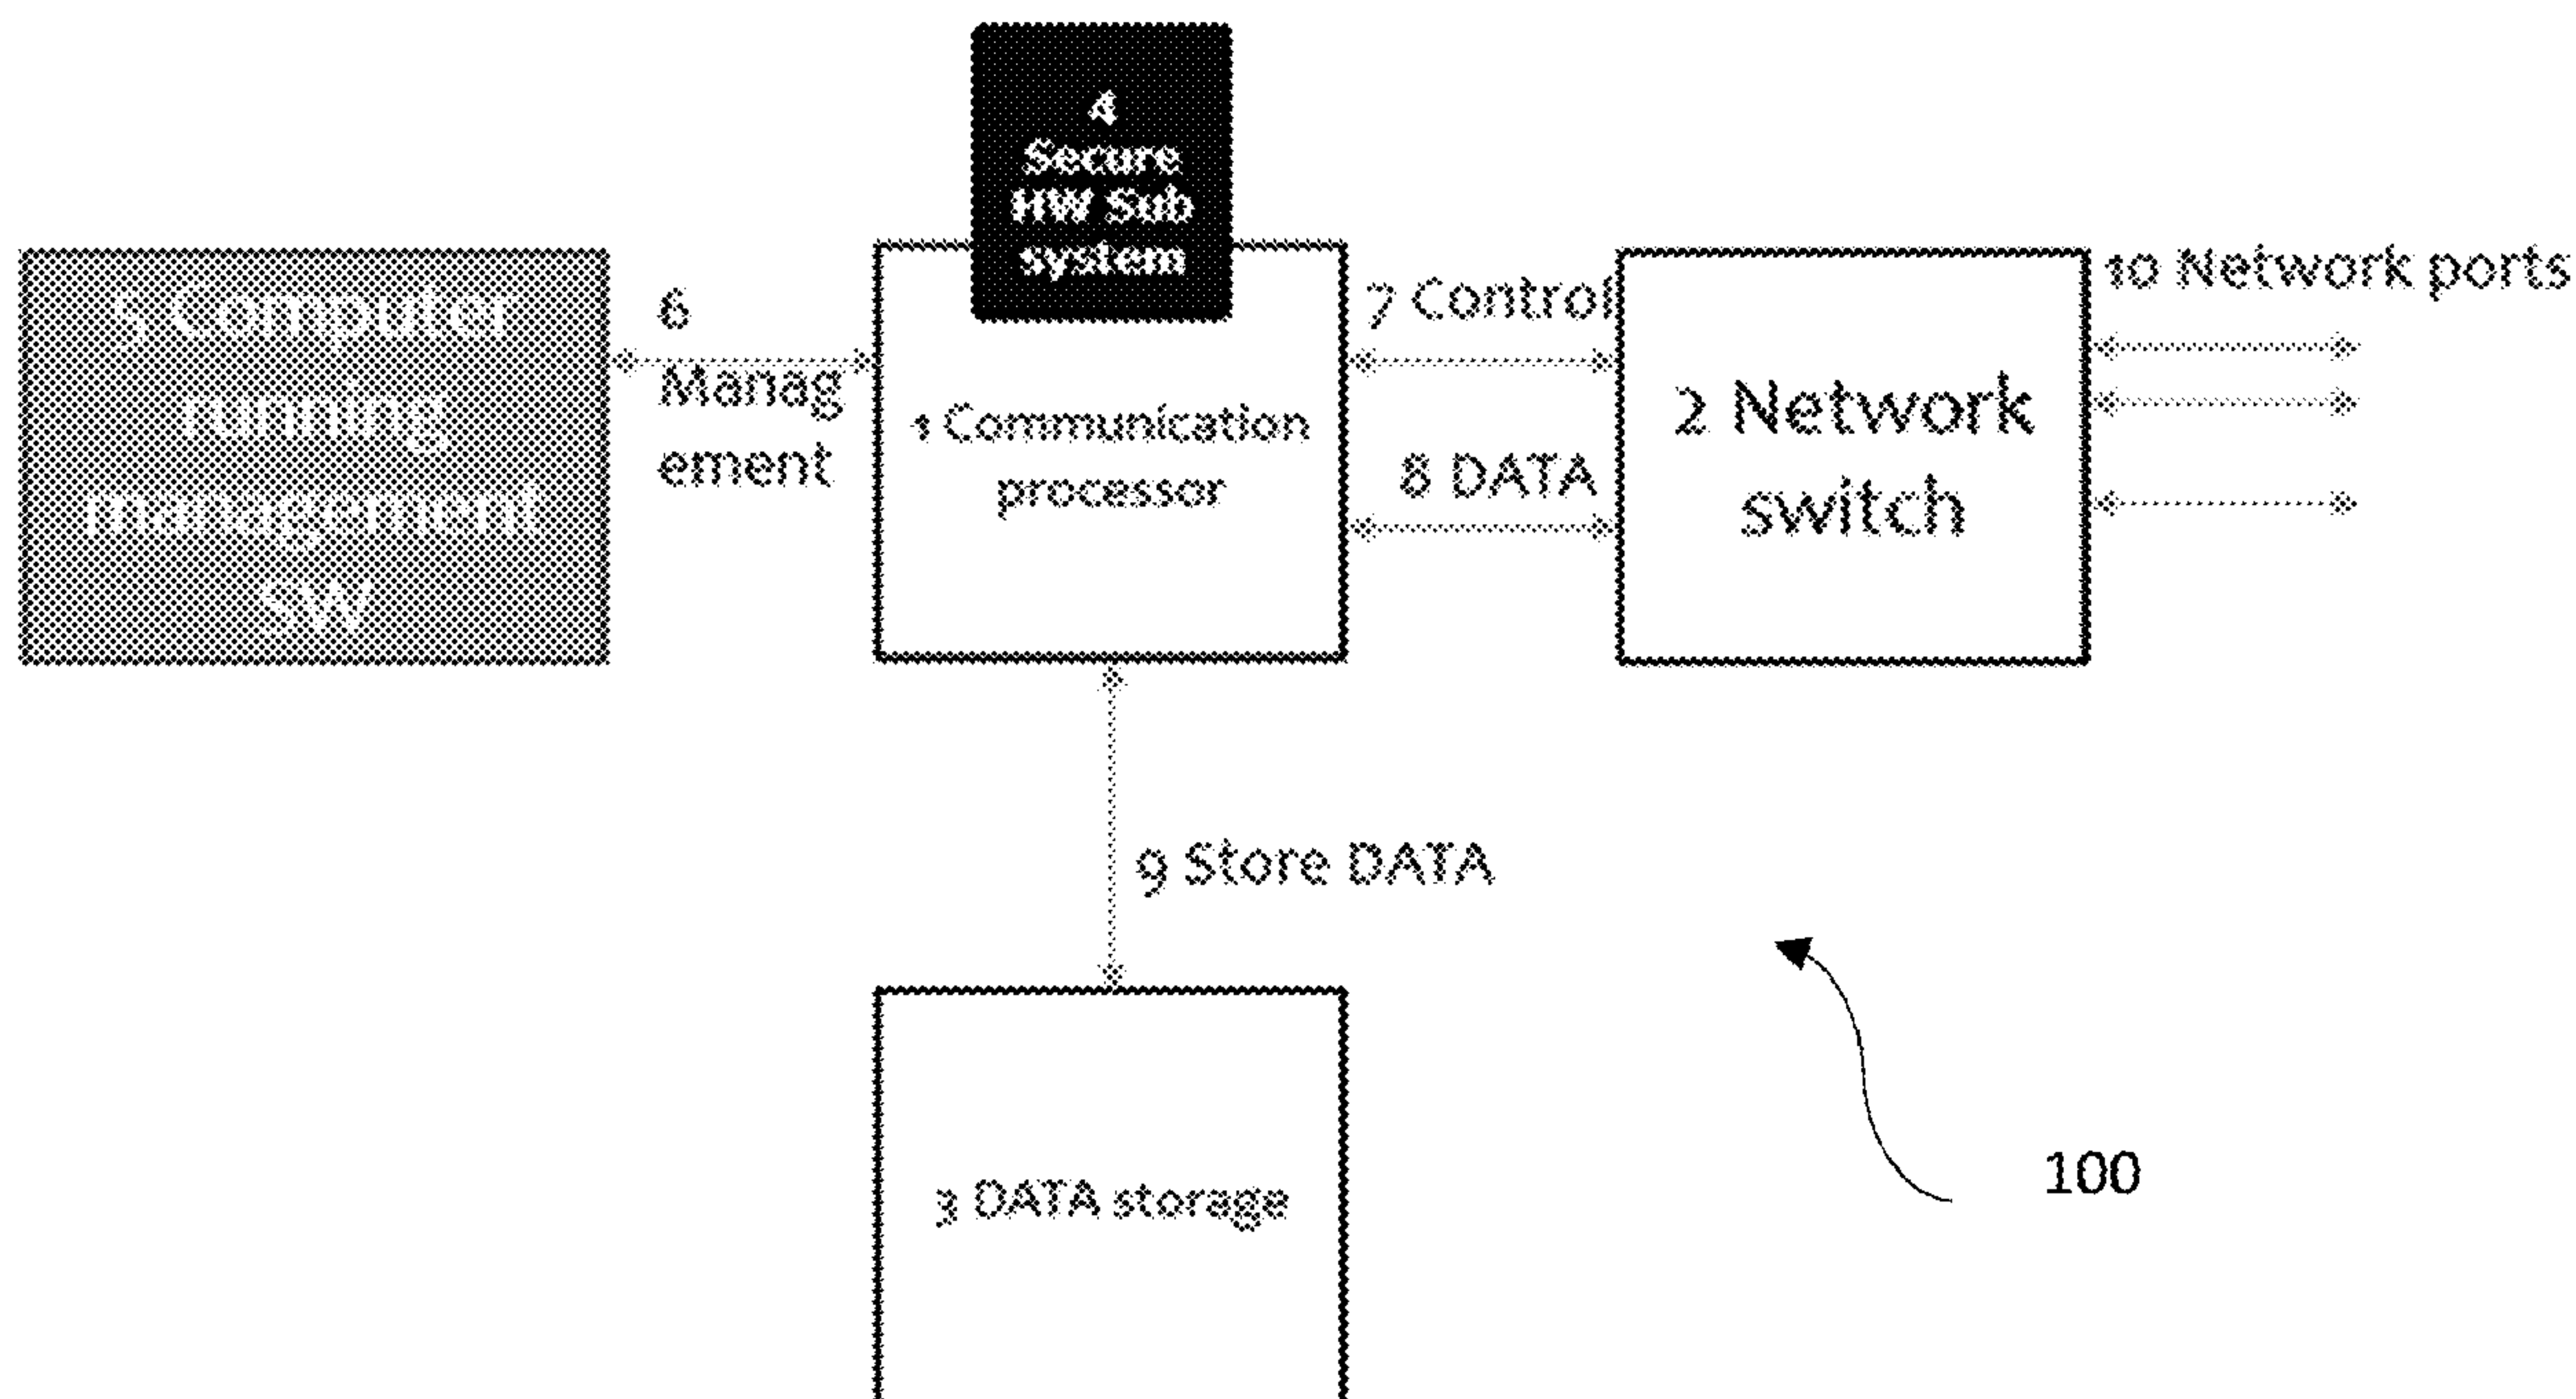 4
Secure
HW Sub
system
5 Computer
running
management
SW
6
Manag
ement
1 Communication
processor
7 Control
8 DATA
2 Network
switch
10 Network ports
9 Store DATA
3 DATA storage
100